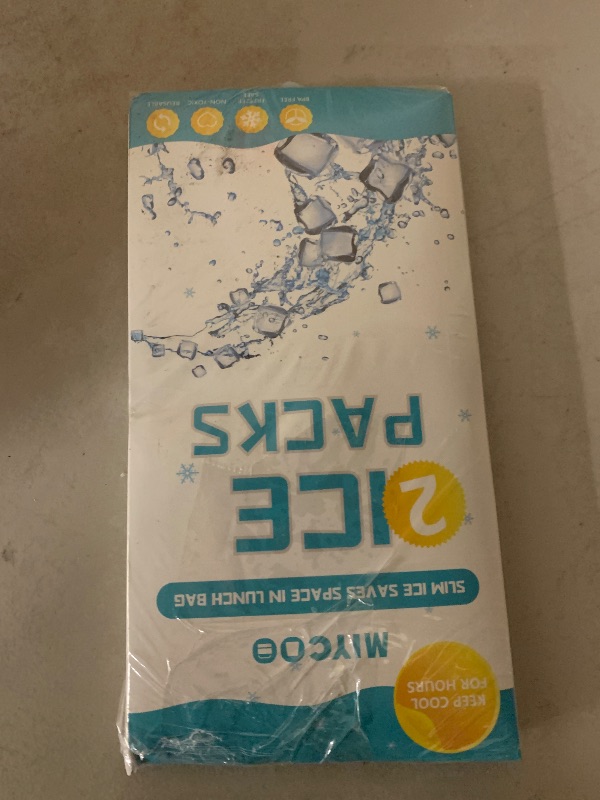 KEEP COOL
FOR HOURS
MIYCOO
SLIM ICE SAVES SPACE IN LUNCH BAG
2 ICE
PACKS
BPA FREE
NON-TOXIC
REUSABLE